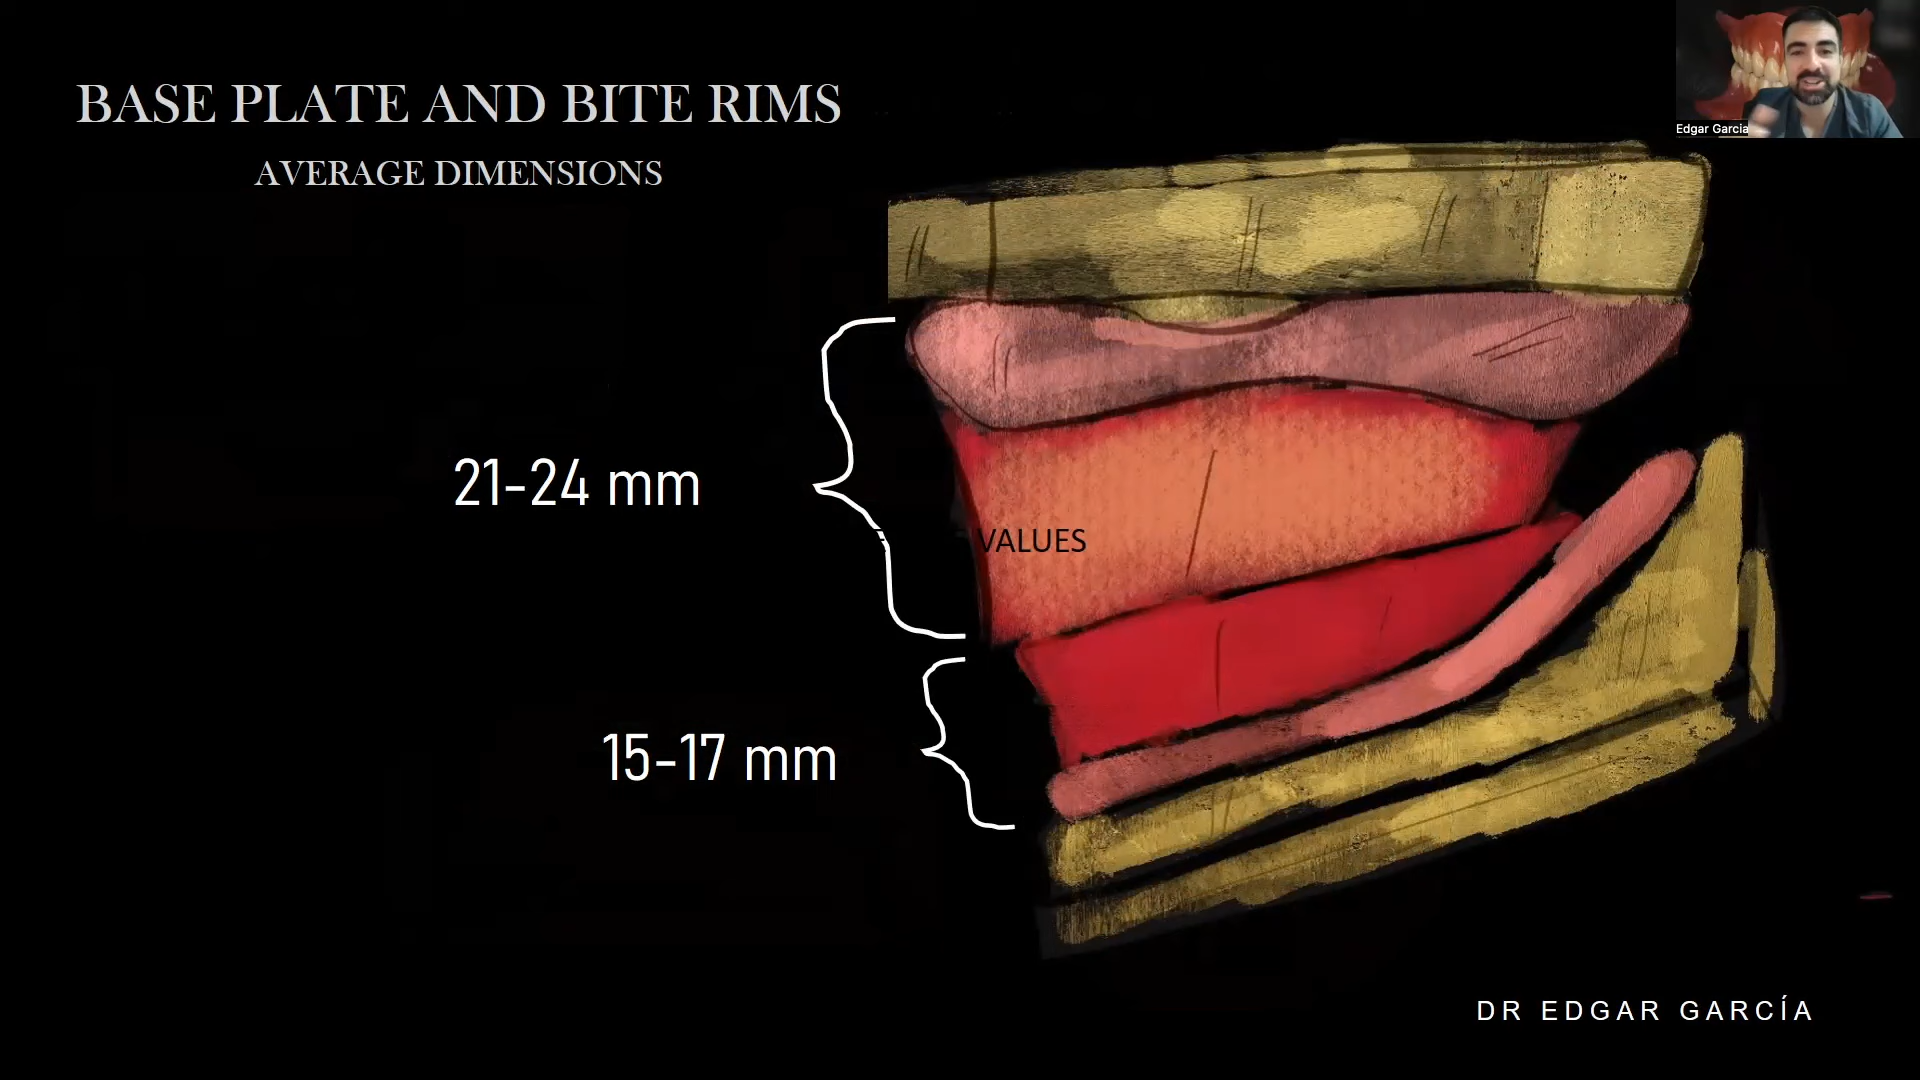 BASE PLATE AND BITE RIMS
AVERAGE DIMENSIONS
Edgar Garcia
21-24 mm
VALUES
15-17 mm
DR EDGAR GARCÍA